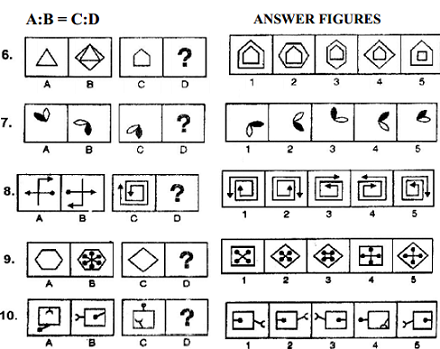 A:B = C:D ANSWER FIGURES
6. ?
A B C D 1 2 3 4 5
7. ?
A B C D 1 2 3 4 5
8. ?
A B C D 1 2 3 4 5
9. ?
A B C D 1 2 3 4 5
10. ?
A B C D 1 2 3 4 5